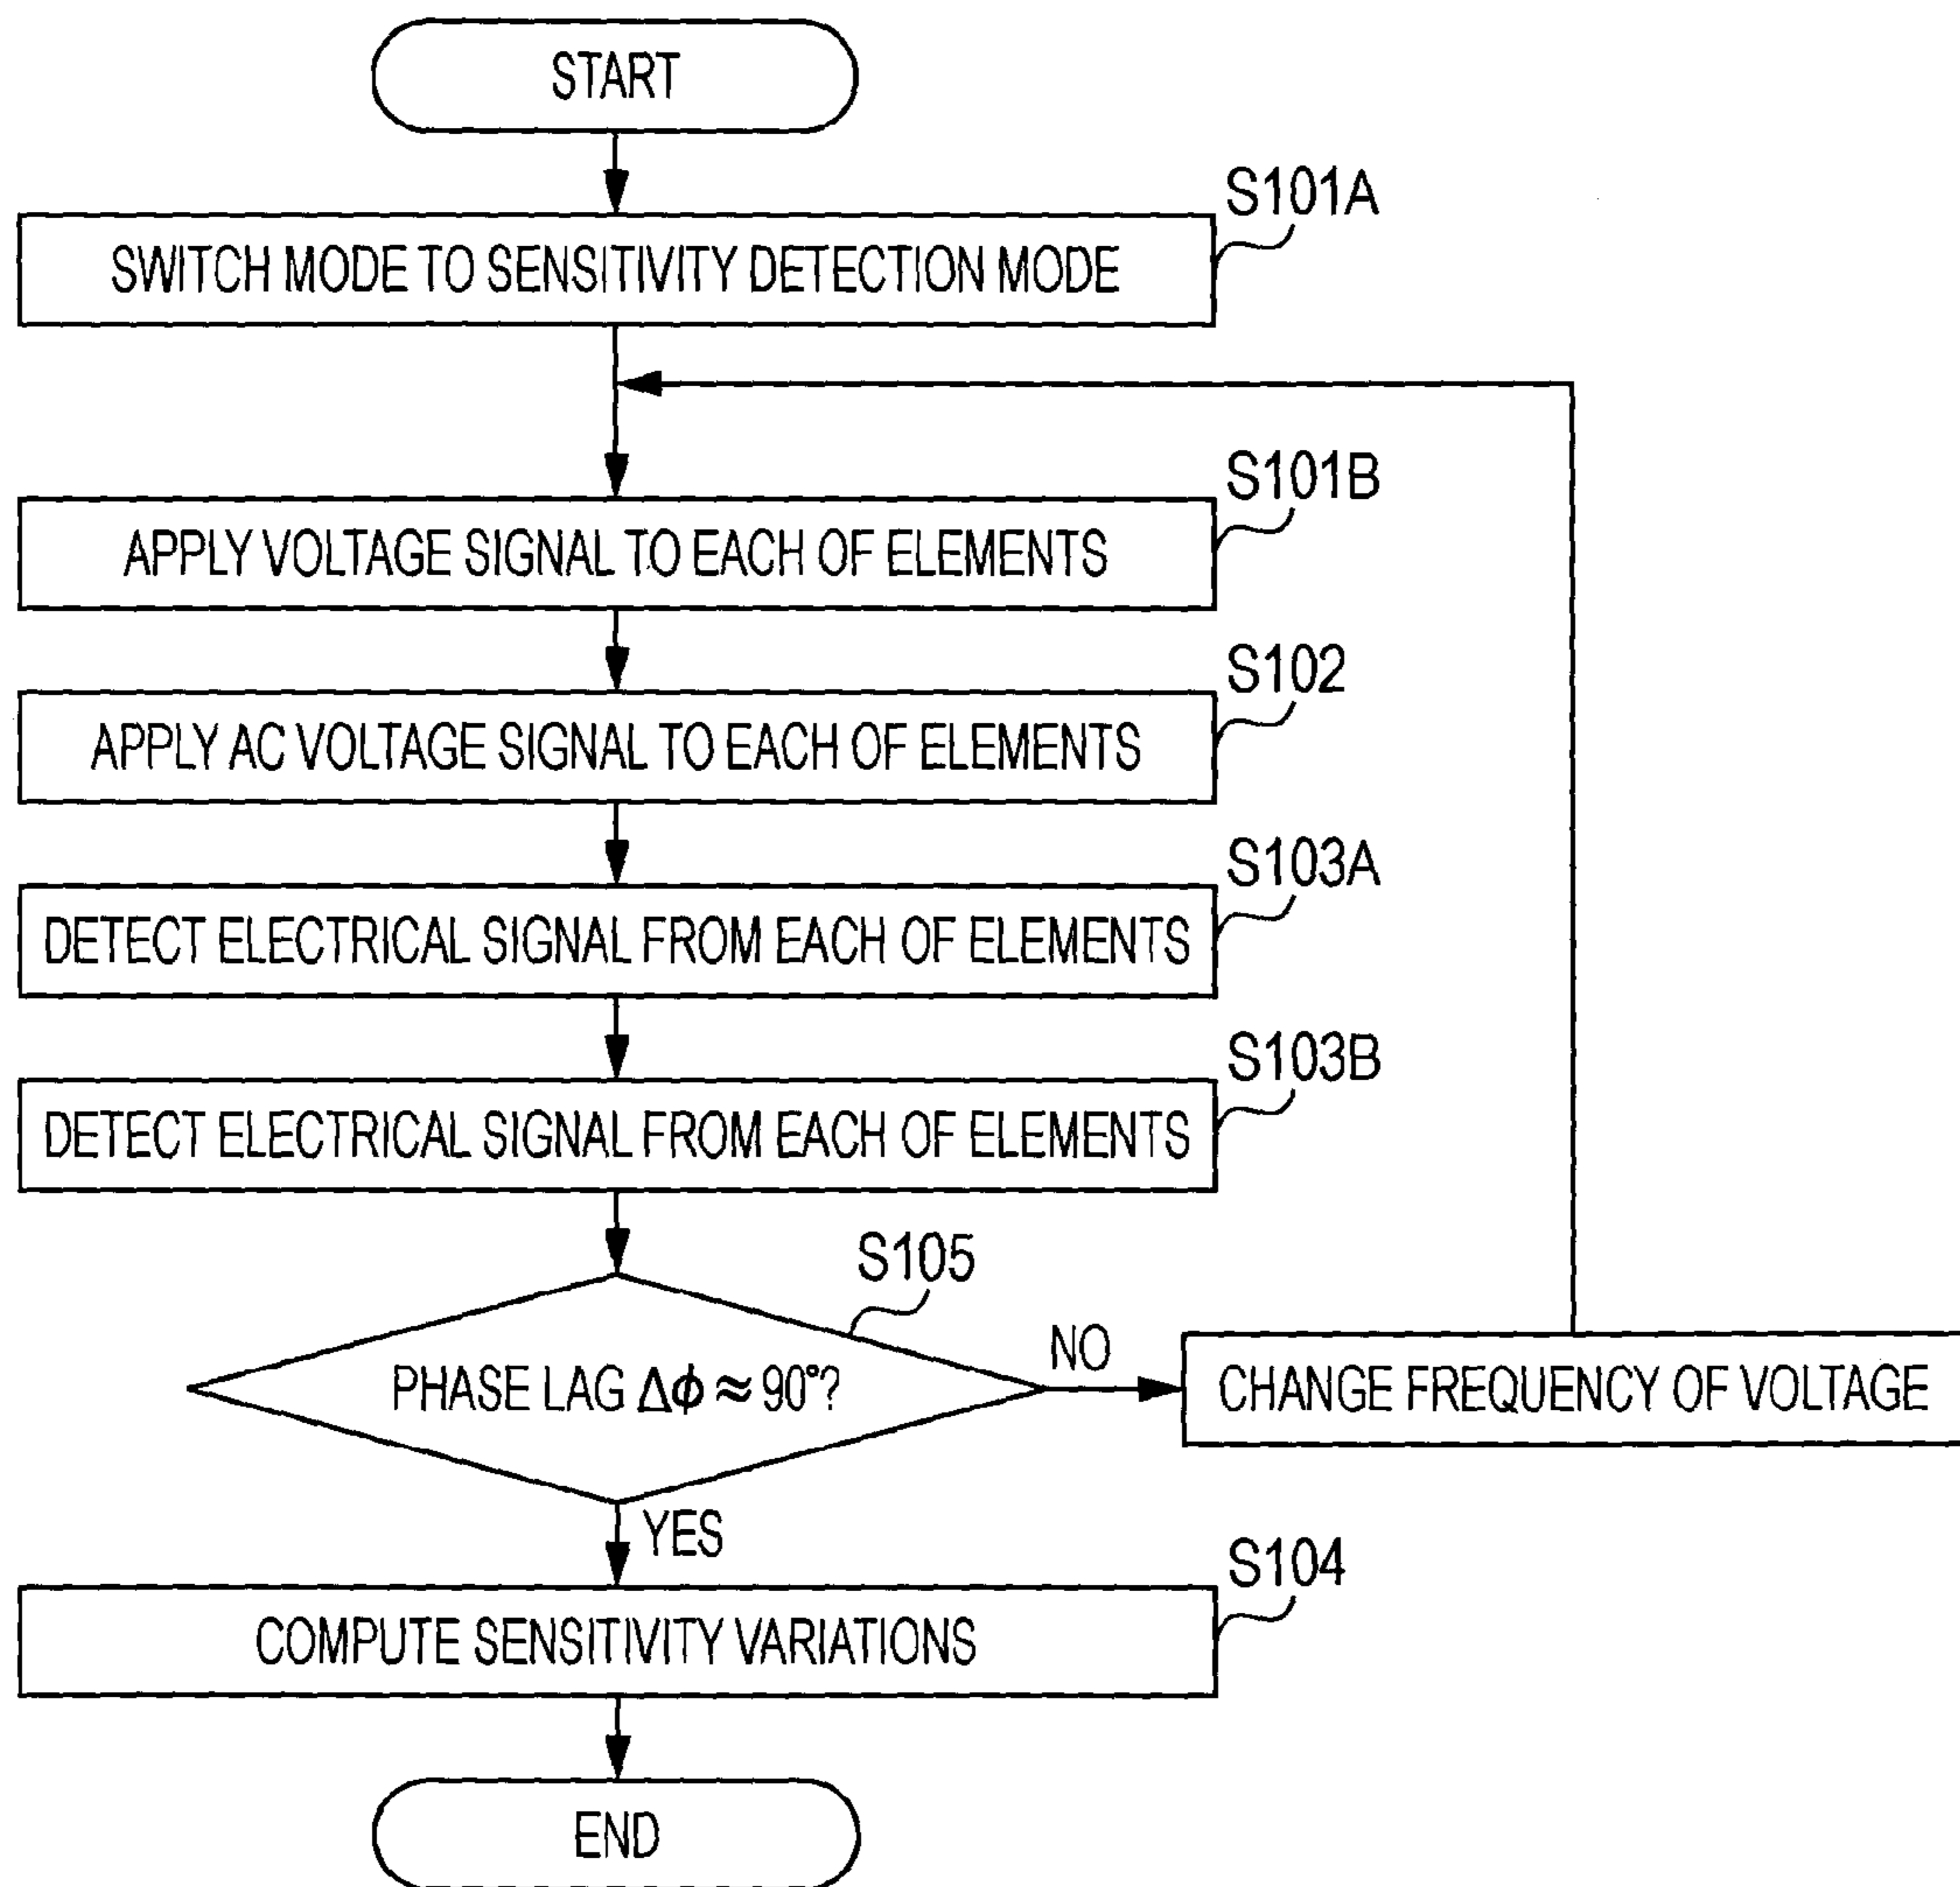 START
S101A
SWITCH MODE TO SENSITIVITY DETECTION MODE
S101B
APPLY VOLTAGE SIGNAL TO EACH OF ELEMENTS
S102
APPLY AC VOLTAGE SIGNAL TO EACH OF ELEMENTS
S103A
DETECT ELECTRICAL SIGNAL FROM EACH OF ELEMENTS
S103B
DETECT ELECTRICAL SIGNAL FROM EACH OF ELEMENTS
S105
PHASE LAG Δϕ ≈ 90°?
NO
CHANGE FREQUENCY OF VOLTAGE
YES
S104
COMPUTE SENSITIVITY VARIATIONS
END